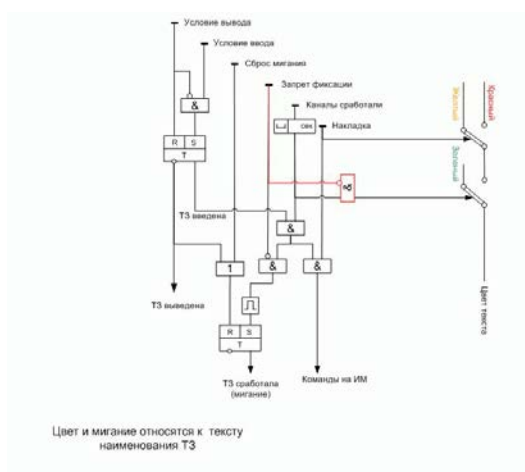 Условие вывода
Условие ввода
Сброс мигания
Запрет фиксации
Каналы сработали
Накладка
Желтый
Красный
Зеленый
&
R S
T
ТЗ введена
&
&
&
&
1
ТЗ выведена
R S
T
ТЗ сработала
(мигание)
Команды на ИМ
Цвет текста
Цвет и мигание относятся к тексту
наименования ТЗ